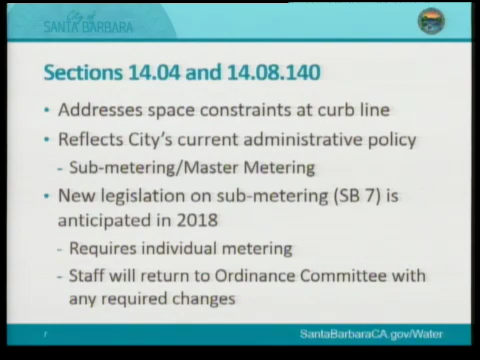 City of
SANTA BARBARA
Sections 14.04 and 14.08.140
• Addresses space constraints at curb line
• Reflects City's current administrative policy
- Sub-metering/Master Metering
• New legislation on sub-metering (SB 7) is
anticipated in 2018
- Requires individual metering
- Staff will return to Ordinance Committee with
any required changes
SantaBarbaraCA.gov/Water